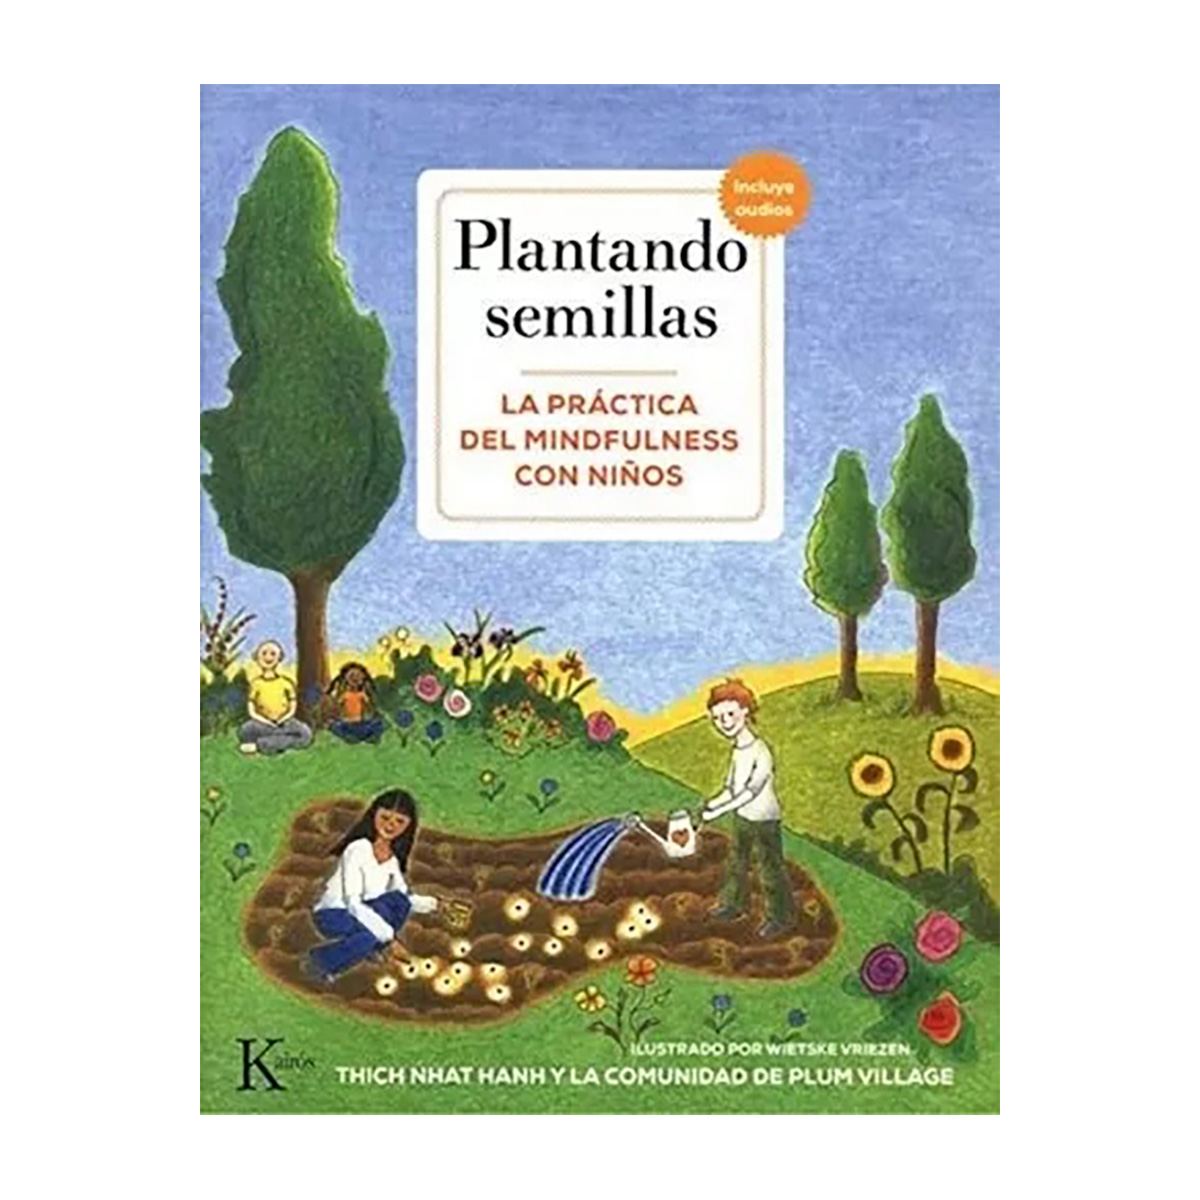 Incluye
audios
Plantando
semillas
LA PRÁCTICA
DEL MINDFULNESS
CON NIÑOS
ILUSTRADO POR WIETSKE VRIEZEN
Kairós
THICH NHAT HANH Y LA COMUNIDAD DE PLUM VILLAGE